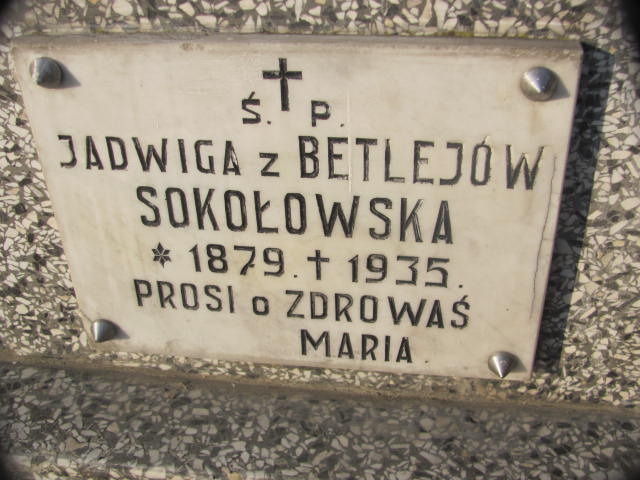 Ś. P.
JADWIGA z BETLEJÓW
SOKOŁOWSKA
* 1879. † 1935.
PROSI o ZDROWAŚ
MARIA.